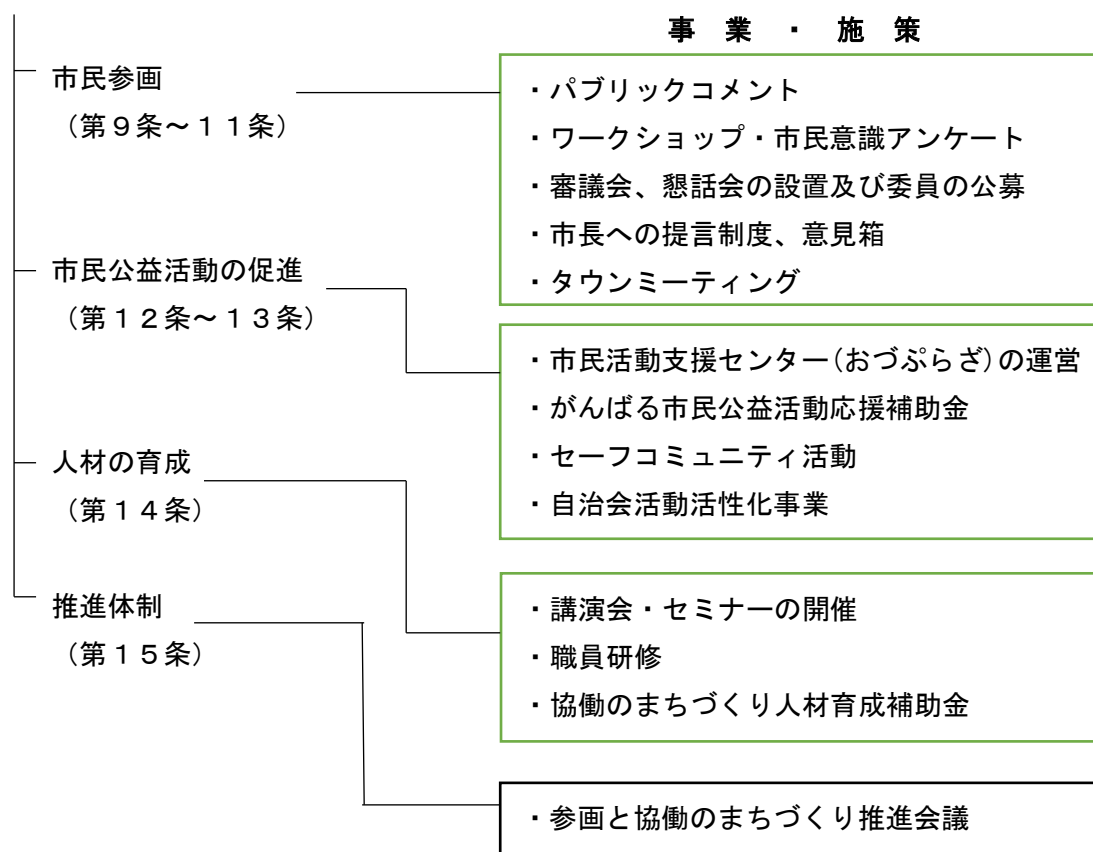 事業・施策
市民参画
（第９条～１１条）
・パブリックコメント
・ワークショップ・市民意識アンケート
・審議会、懇話会の設置及び委員の公募
・市長への提言制度、意見箱
・タウンミーティング
市民公益活動の促進
（第１２条～１３条）
・市民活動支援センター(おづぷらざ)の運営
・がんばる市民公益活動応援補助金
・セーフコミュニティ活動
・自治会活動活性化事業
人材の育成
（第１４条）
・講演会・セミナーの開催
・職員研修
・協働のまちづくり人材育成補助金
推進体制
（第１５条）
・参画と協働のまちづくり推進会議